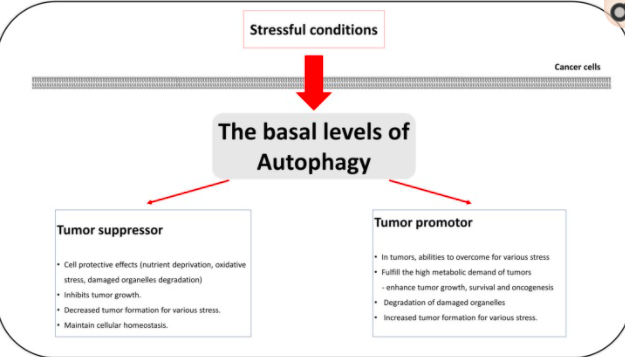 Stressful conditions
Cancer cells
The basal levels of
Autophagy
Tumor suppressor
• Cell protective effects (nutrient deprivation, oxidative
stress, damaged organelles degradation)
• Inhibits tumor growth.
• Decreased tumor formation for various stress.
• Maintain cellular homeostasis.
Tumor promotor
• In tumors, abilities to overcome for various stress
• Fulfill the high metabolic demand of tumors
- enhance tumor growth, survival and oncogenesis
• Degradation of damaged organelles
• Increased tumor formation for various stress.